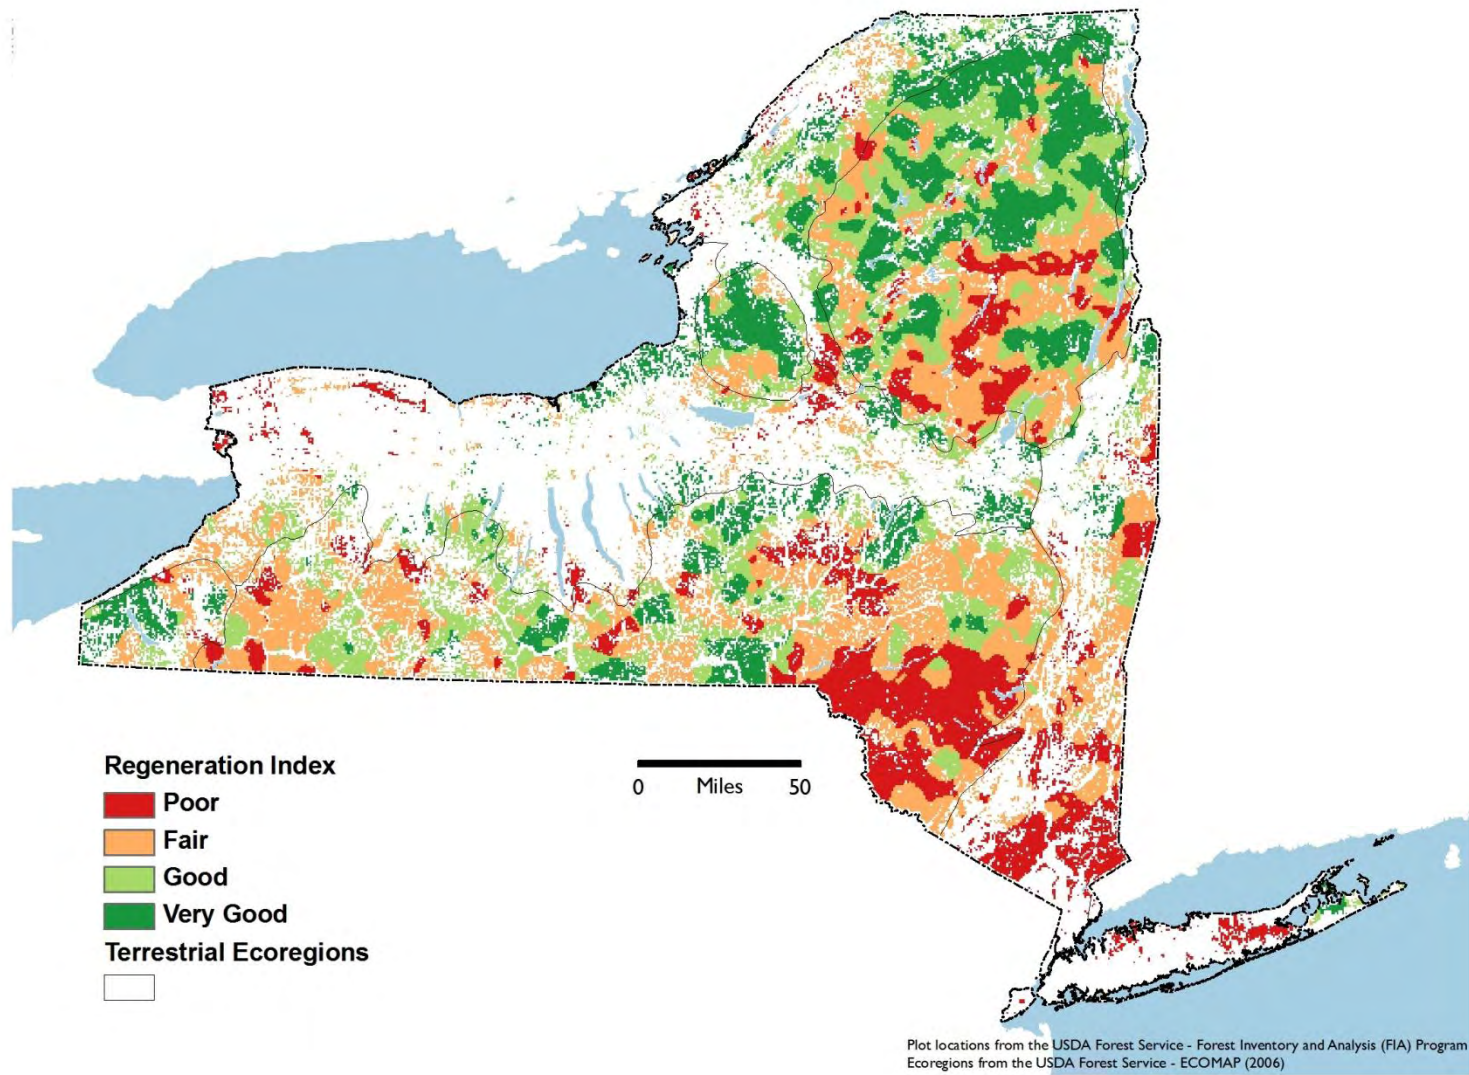 Regeneration Index
Poor
Fair
Good
Very Good
Terrestrial Ecoregions
0 Miles 50
Plot locations from the USDA Forest Service - Forest Inventory and Analysis (FIA) Program
Ecoregions from the USDA Forest Service - ECOMAP (2006)